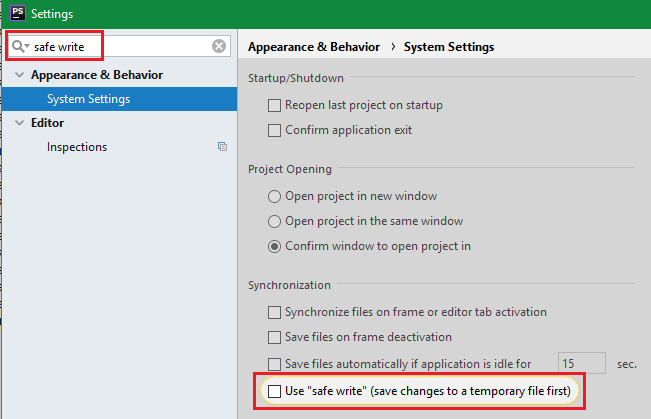 PS Settings
safe write
Appearance & Behavior
System Settings
Editor
Inspections
Appearance & Behavior › System Settings
Startup/Shutdown
Reopen last project on startup
Confirm application exit
Project Opening
Open project in new window
Open project in the same window
Confirm window to open project in
Synchronization
Synchronize files on frame or editor tab activation
Save files on frame deactivation
Save files automatically if application is idle for 15 sec.
Use "safe write" (save changes to a temporary file first)